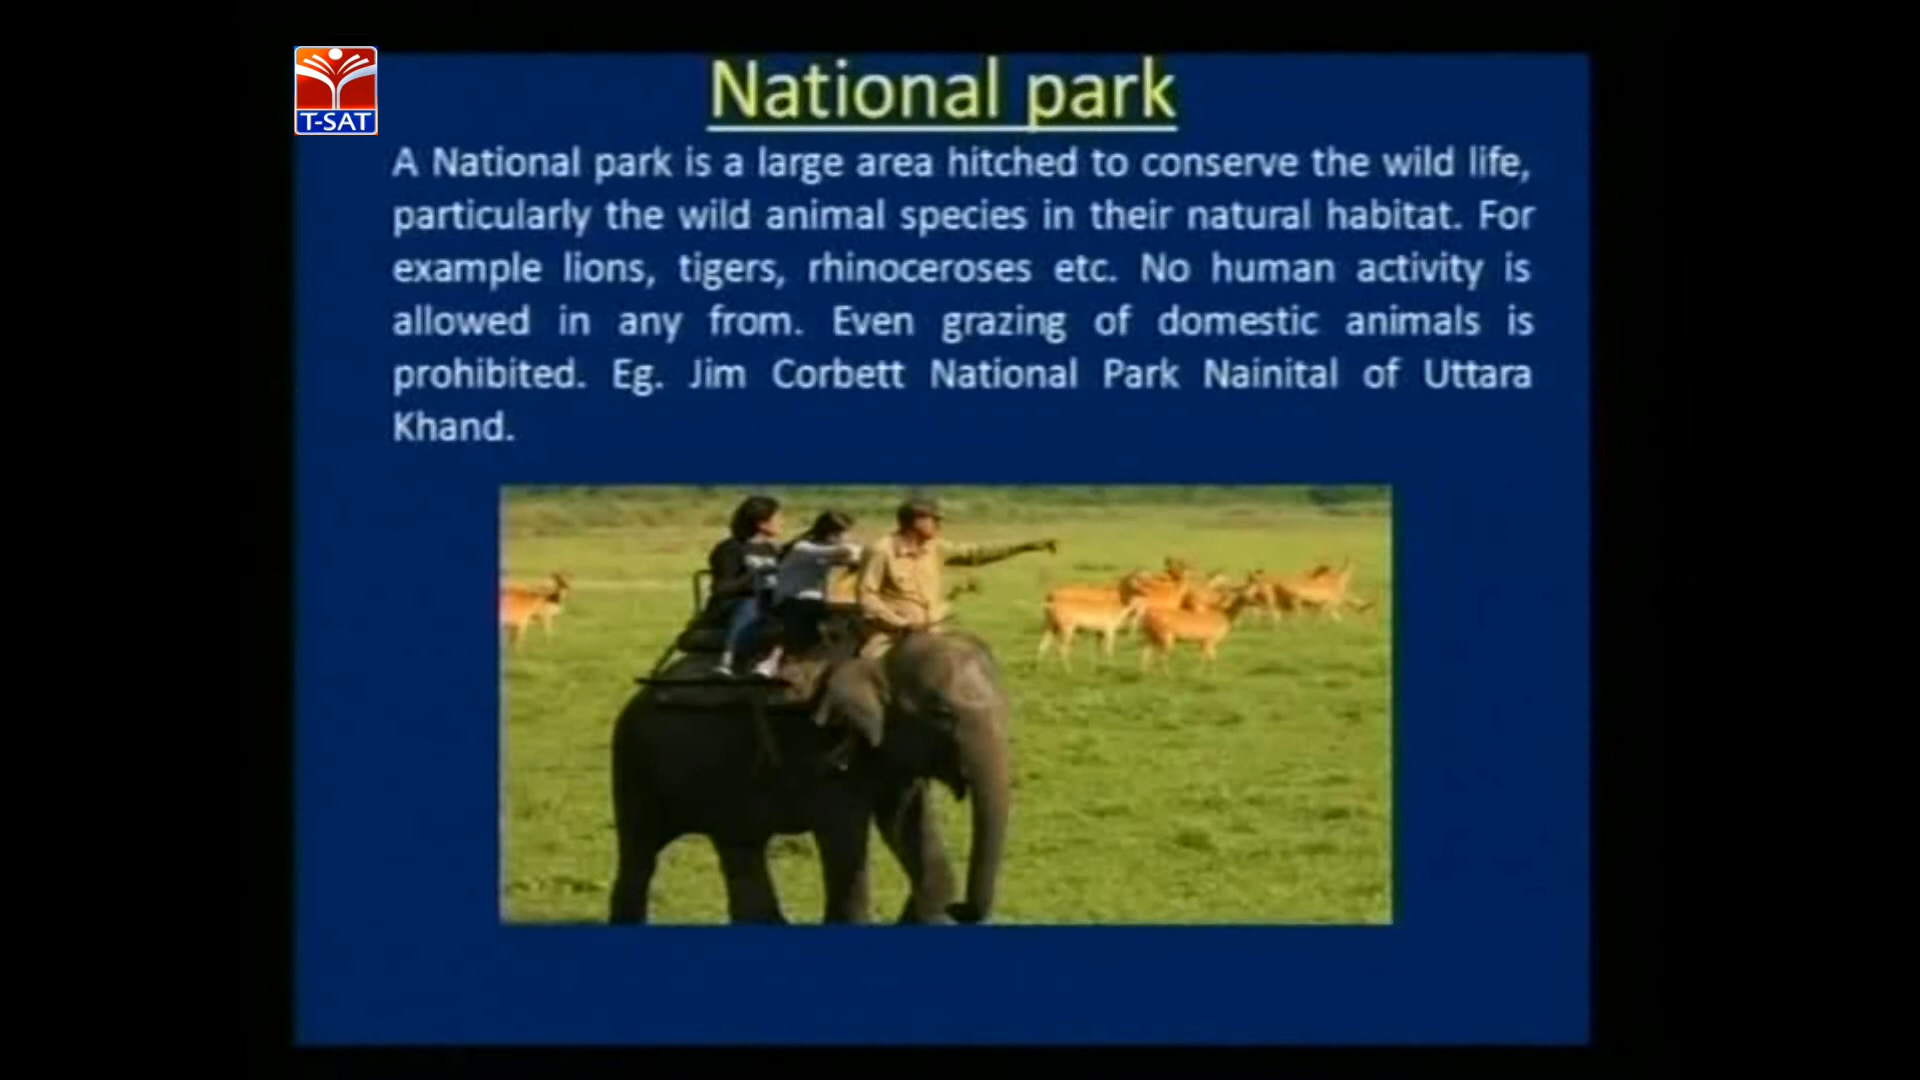 T-SAT
National park
A National park is a large area hitched to conserve the wild life,
particularly the wild animal species in their natural habitat. For
example lions, tigers, rhinoceroses etc. No human activity is
allowed in any from. Even grazing of domestic animals is
prohibited. Eg. Jim Corbett National Park Nainital of Uttara
Khand.